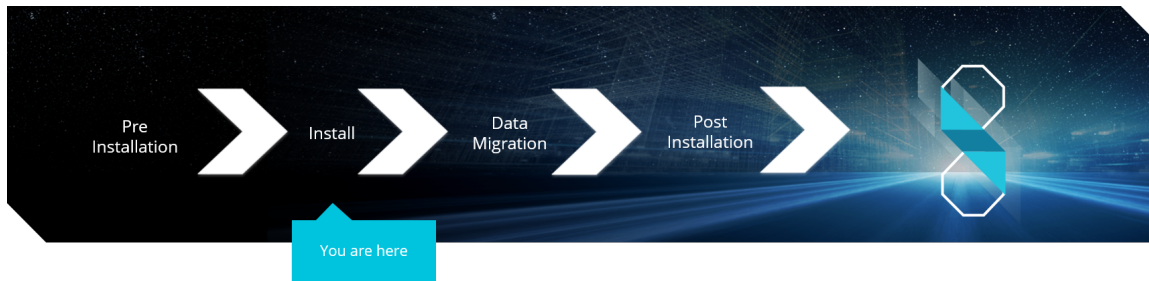 Pre
Installation
Install
Data
Migration
Post
Installation
You are here